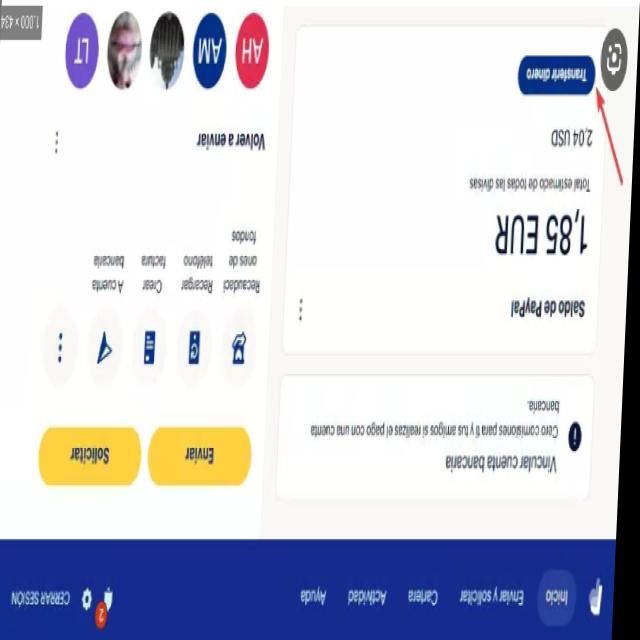 Inicio
Enviar y solicitar
Cartera
Actividad
Ayuda
2
CERRAR SESIÓN
Vincular cuenta bancaria
Cero comisiones para ti y tus amigos si realizas el pago con una cuenta
bancaria.
Saldo de PayPal
1,85 EUR
Total estimado de todas las divisas
2,04 USD
Transferir dinero
Enviar
Solicitar
Recaudaci
ones de
fondos
Recargar
teléfono
Crear
factura
A cuenta
bancaria
Volver a enviar
AH
AM
LT
1.000 × 434